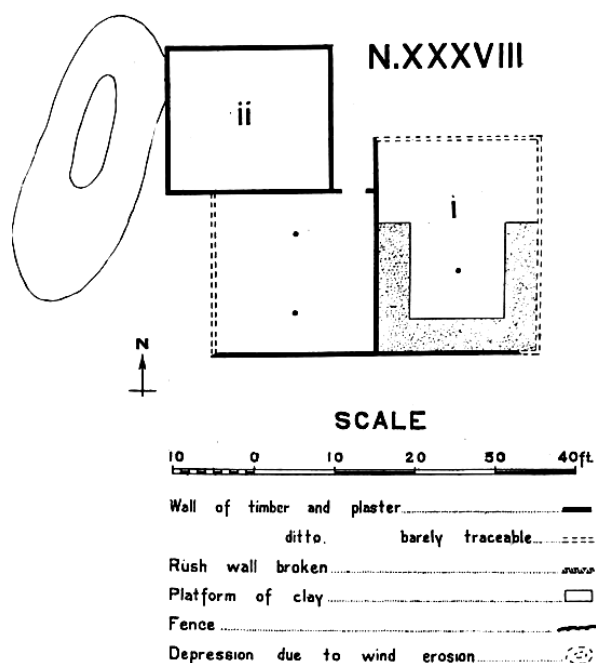 N.XXXVIII
ii
i
N
SCALE
10 0 10 20 30 40ft.
Wall of timber and plaster
ditto. barely traceable
Rush wall broken
Platform of clay
Fence
Depression due to wind erosion